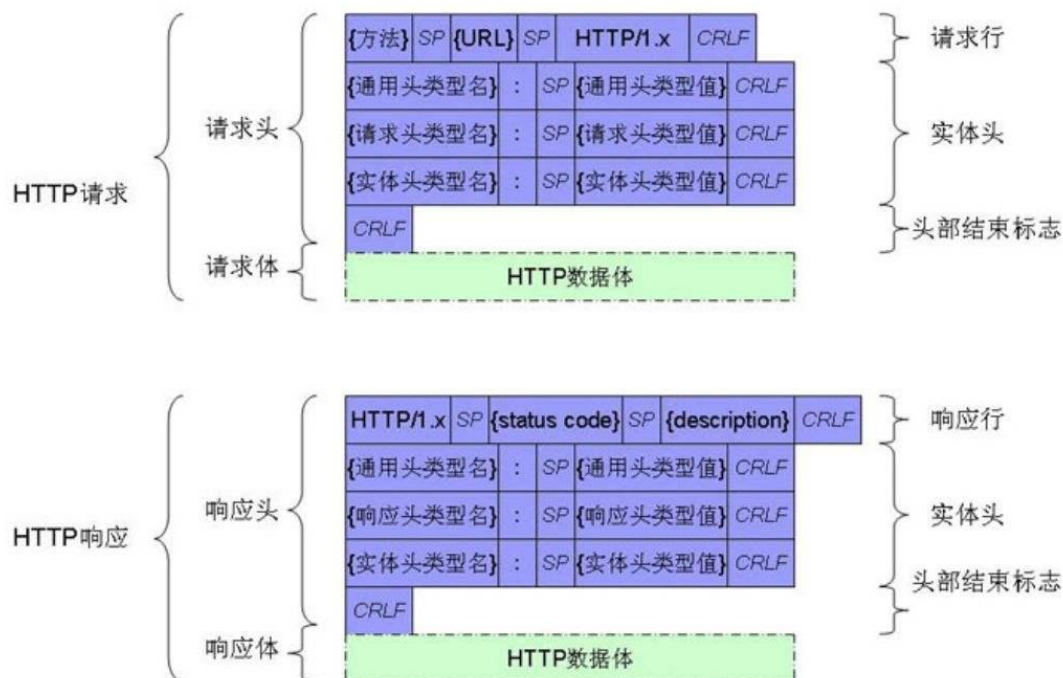 {方法} SP {URL} SP HTTP/1.x CRLF 请求行
{通用头类型名} : SP {通用头类型值} CRLF
请求头 {请求头类型名} : SP {请求头类型值} CRLF 实体头
{实体头类型名} : SP {实体头类型值} CRLF
HTTP请求
CRLF 头部结束标志
请求体 HTTP数据体
HTTP/1.x SP {status code} SP {description} CRLF 响应行
{通用头类型名} : SP {通用头类型值} CRLF
响应头 {响应头类型名} : SP {响应头类型值} CRLF 实体头
HTTP响应
{实体头类型名} : SP {实体头类型值} CRLF 头部结束标志
CRLF
响应体 HTTP数据体